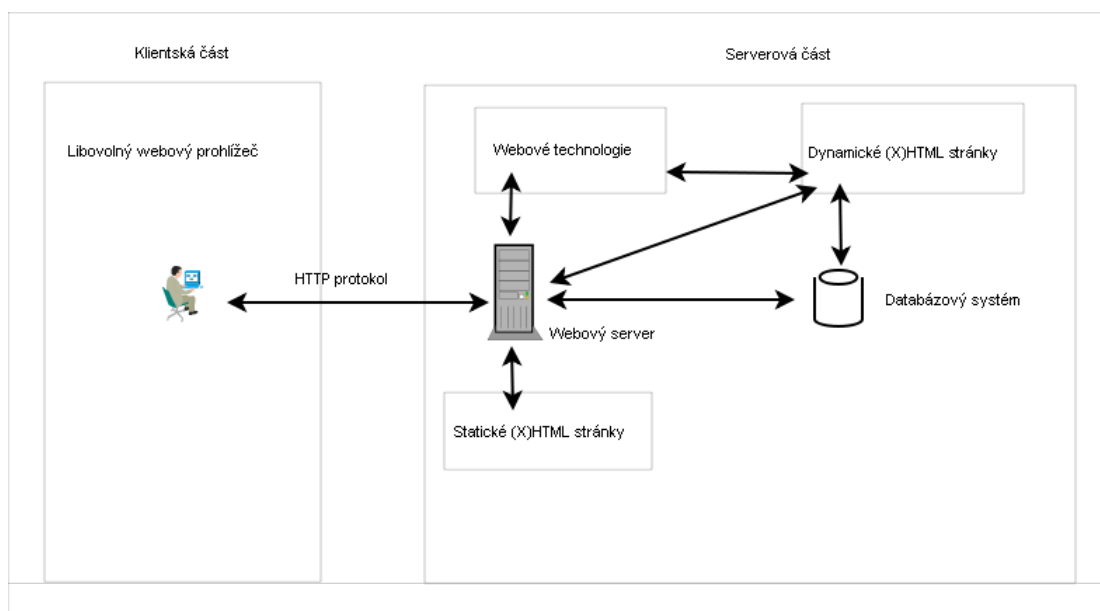 Klientská část
Serverová část
Libovolný webový prohlížeč
Webové technologie
Dynamické (X)HTML stránky
HTTP protokol
Databázový systém
Webový server
Statické (X)HTML stránky